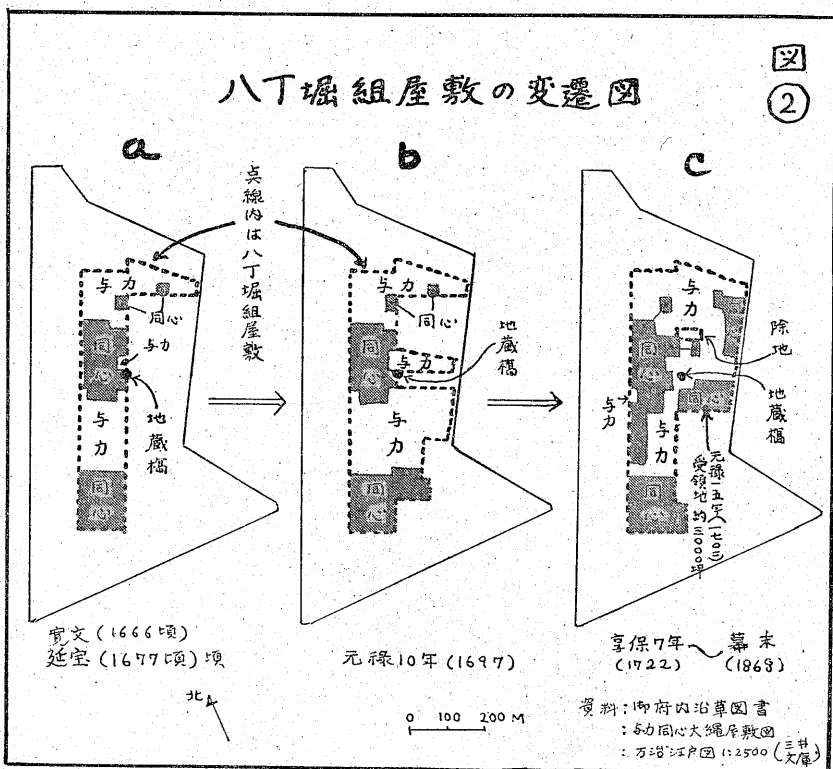 図
②
八丁堀組屋敷の変遷図
a
b
c
点線内は八丁堀組屋敷
与力
同心
同心
与力
地蔵橋
与力
同心
与力
同心
同心
地蔵橋
与力
与力
同心
与力
除地
同心
地蔵橋
同心
与力
与力
同心
元禄一五年(一七〇三)
受領地約三〇〇〇坪
寛文(1666頃)
延宝(1677頃)頃
元禄10年(1697)
享保7年～幕末
(1722) (1868)
北
0 100 200M
資料:御府内沿革図書
:与力同心大縄屋敷図
:万治江戸図 1:2500(三井文庫)